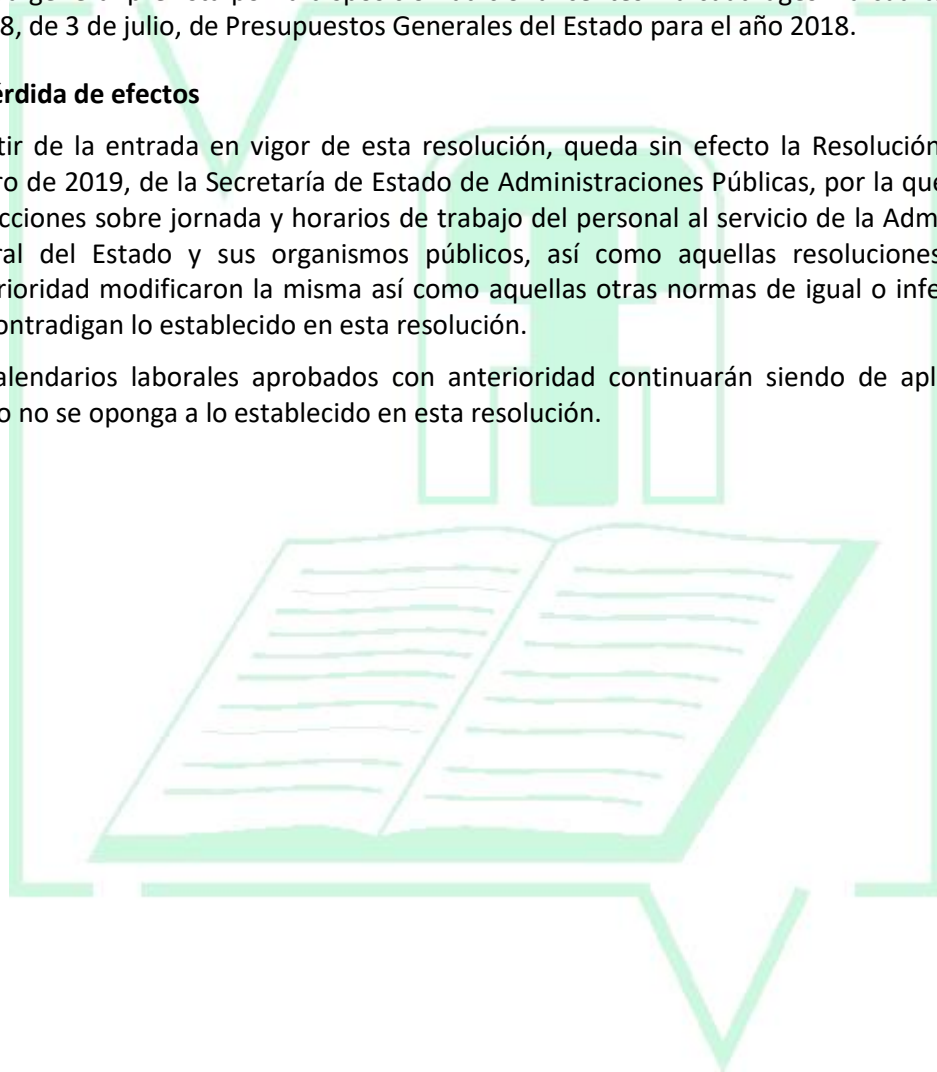 8, de 3 de julio, de Presupuestos Generales del Estado para el año 2018.
érdida de efectos
tir de la entrada en vigor de esta resolución, queda sin efecto la Resolución
ro de 2019, de la Secretaría de Estado de Administraciones Públicas, por la que
cciones sobre jornada y horarios de trabajo del personal al servicio de la Adm
ral del Estado y sus organismos públicos, así como aquellas resoluciones
rioridad modificaron la misma así como aquellas otras normas de igual o infe
ontradigan lo establecido en esta resolución.
alendarios laborales aprobados con anterioridad continuarán siendo de apl
o no se oponga a lo establecido en esta resolución.